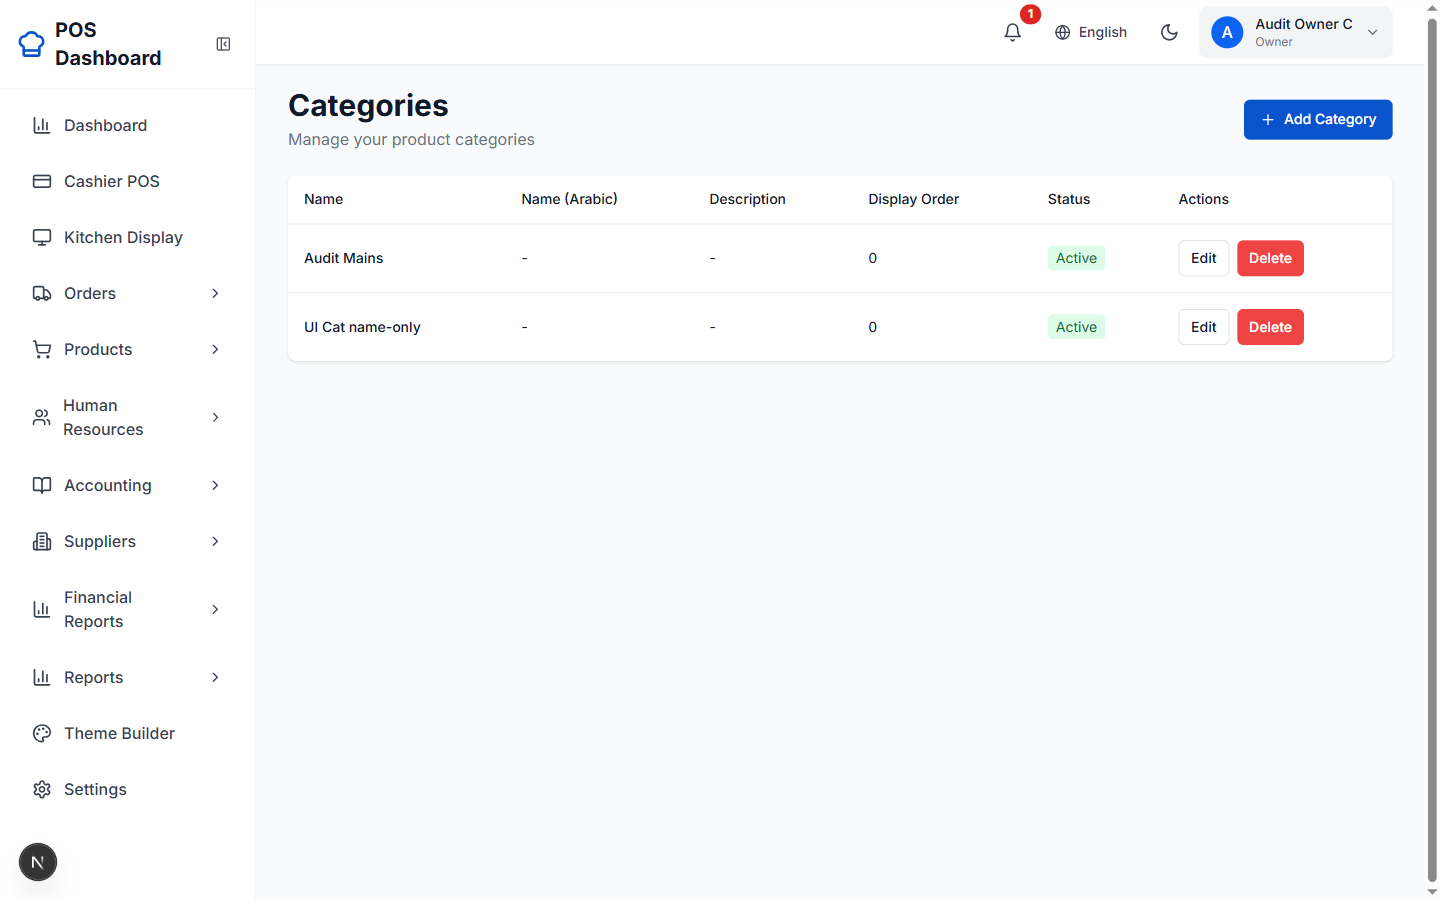 POS
Dashboard
1
English
A
Audit Owner C
Owner
Dashboard
Cashier POS
Kitchen Display
Orders
Products
Human
Resources
Accounting
Suppliers
Financial
Reports
Reports
Theme Builder
Settings
N
Categories
Manage your product categories
+ Add Category
Name Name (Arabic) Description Display Order Status Actions
Audit Mains - - 0 Active Edit Delete
UI Cat name-only - - 0 Active Edit Delete